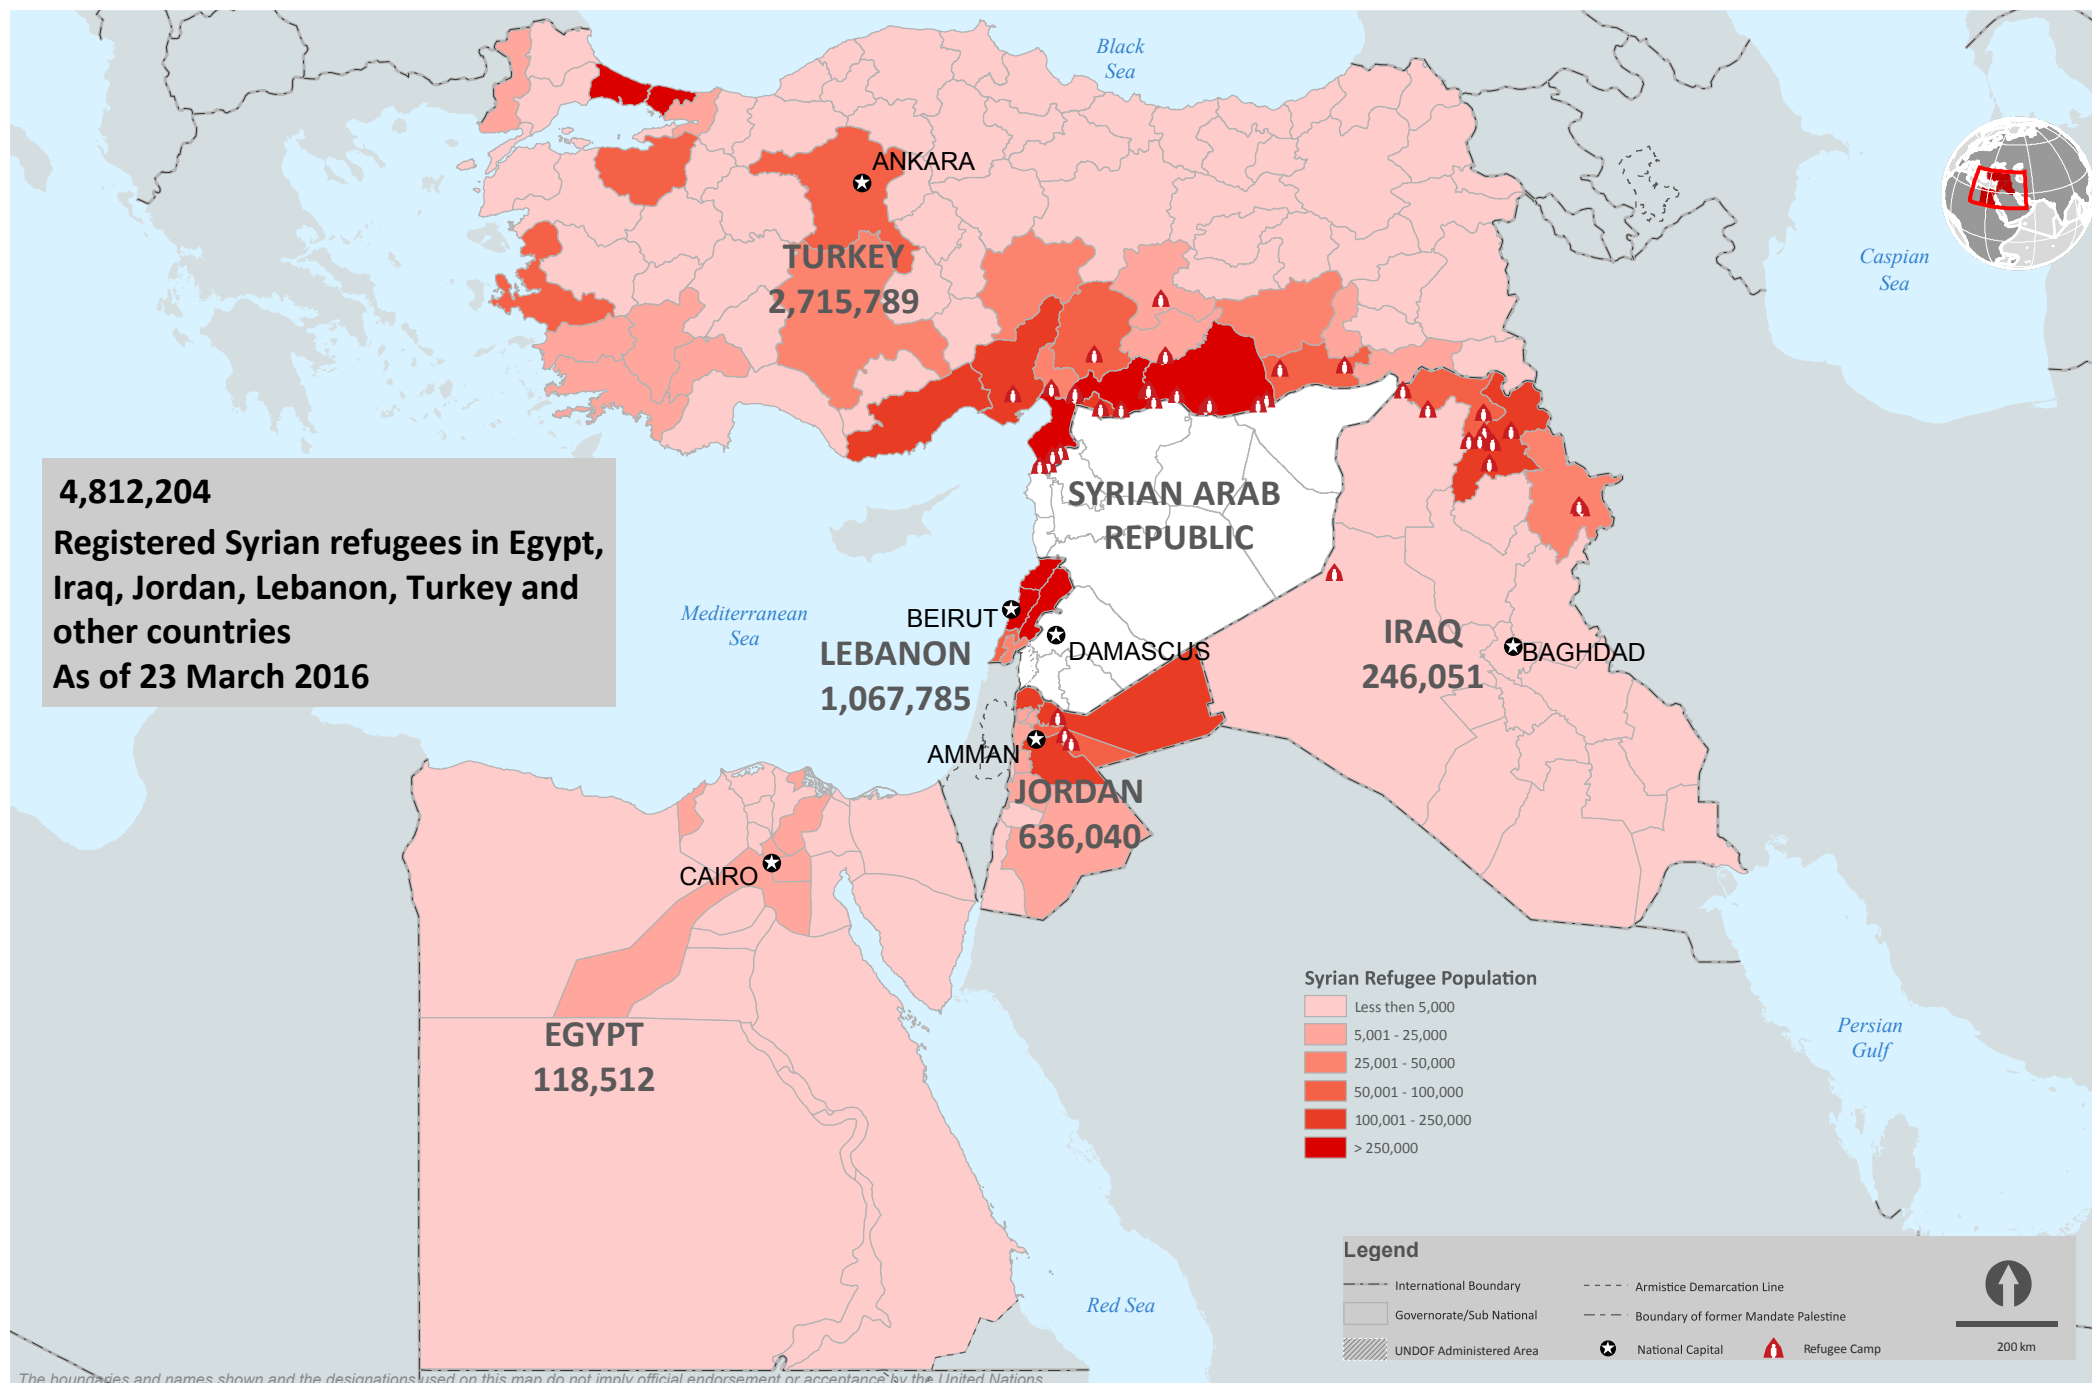 Black
Sea
ANKARA
TURKEY
2,715,789
Caspian
Sea
4,812,204
Registered Syrian refugees in Egypt,
Iraq, Jordan, Lebanon, Turkey and
other countries
As of 23 March 2016
SYRIAN ARAB
REPUBLIC
Mediterranean
Sea
BEIRUT
LEBANON
1,067,785
DAMASCUS
IRAQ
246,051
BAGHDAD
AMMAN
JORDAN
636,040
CAIRO
EGYPT
118,512
Syrian Refugee Population
Less then 5,000
5,001 - 25,000
25,001 - 50,000
50,001 - 100,000
100,001 - 250,000
> 250,000
Persian
Gulf
Red Sea
Legend
International Boundary
Armistice Demarcation Line
Governorate/Sub National
Boundary of former Mandate Palestine
UNDOF Administered Area
National Capital
Refugee Camp
200 km
The boundaries and names shown and the designations used on this map do not imply official endorsement or acceptance by the United Nations